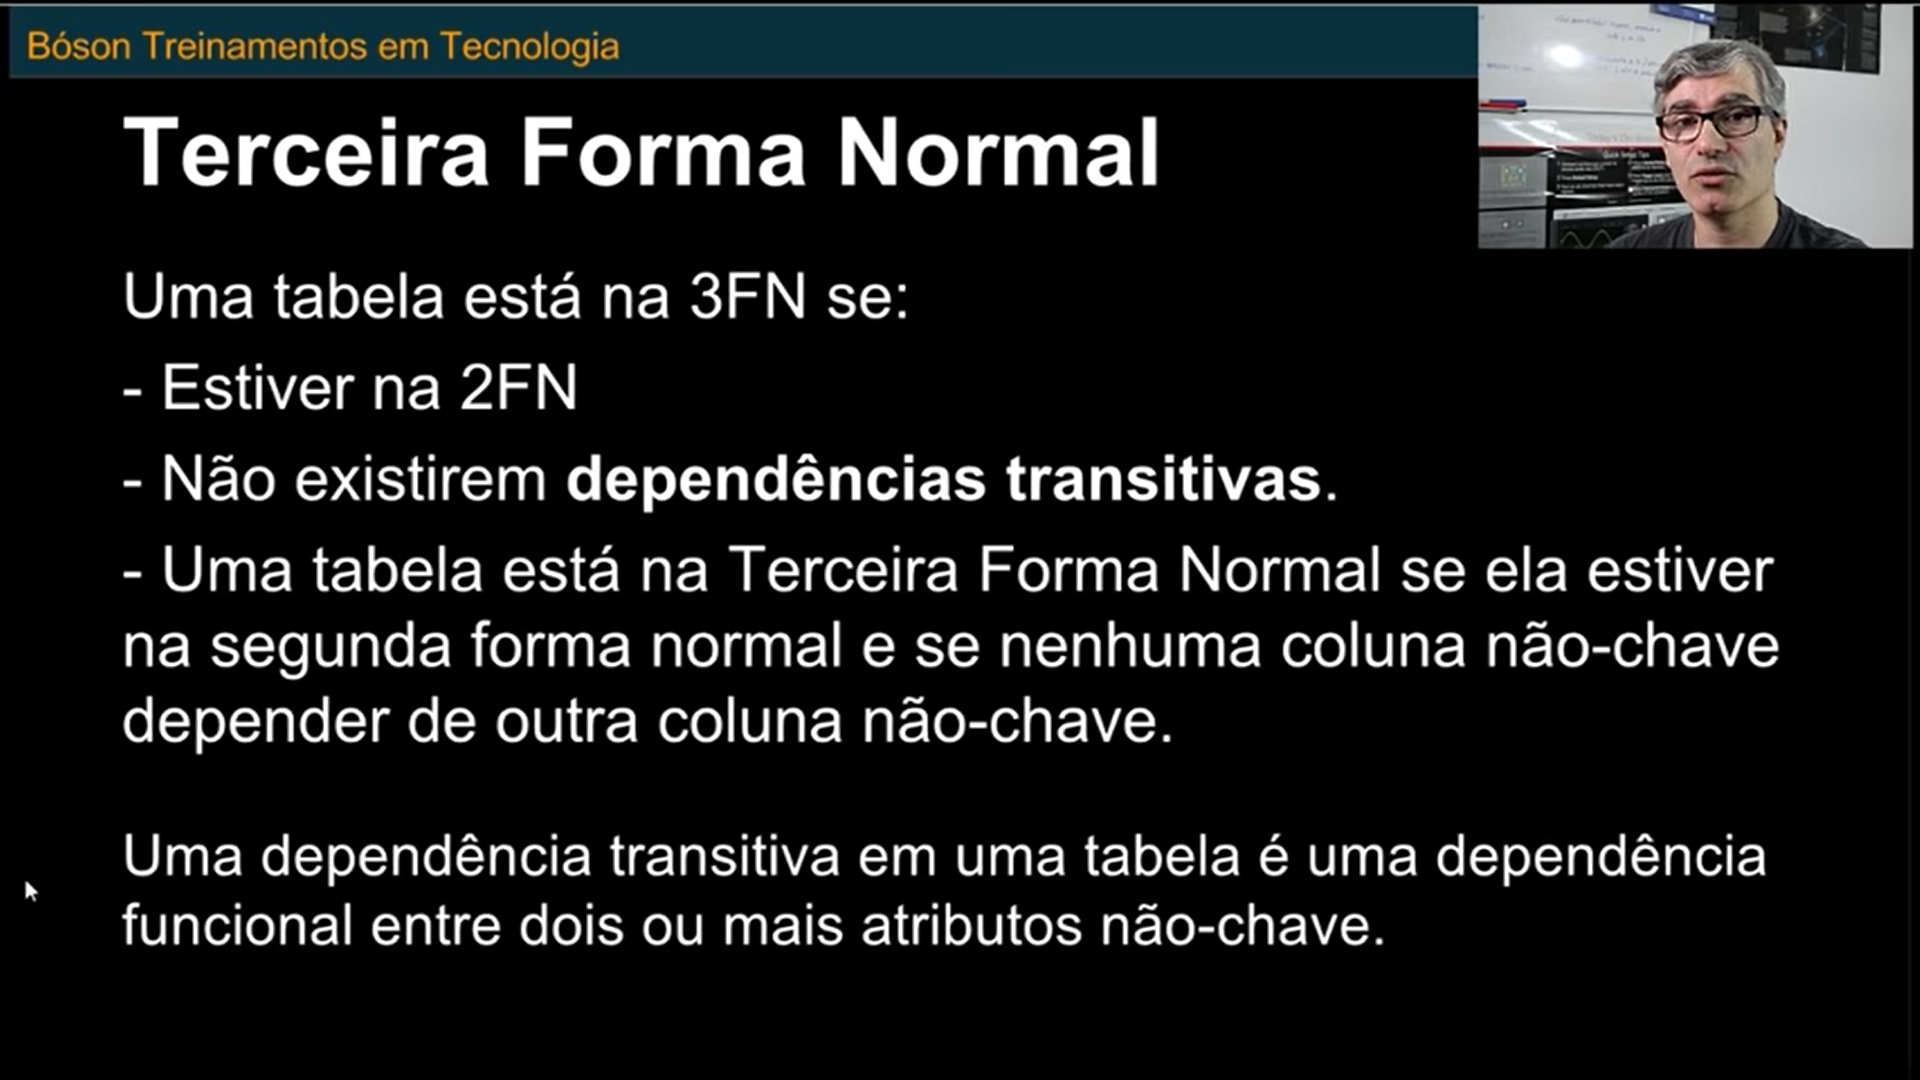 Bóson Treinamentos em Tecnologia
Terceira Forma Normal
Uma tabela está na 3FN se:
- Estiver na 2FN
- Não existirem dependências transitivas.
- Uma tabela está na Terceira Forma Normal se ela estiver
na segunda forma normal e se nenhuma coluna não-chave
depender de outra coluna não-chave.
Uma dependência transitiva em uma tabela é uma dependência
funcional entre dois ou mais atributos não-chave.